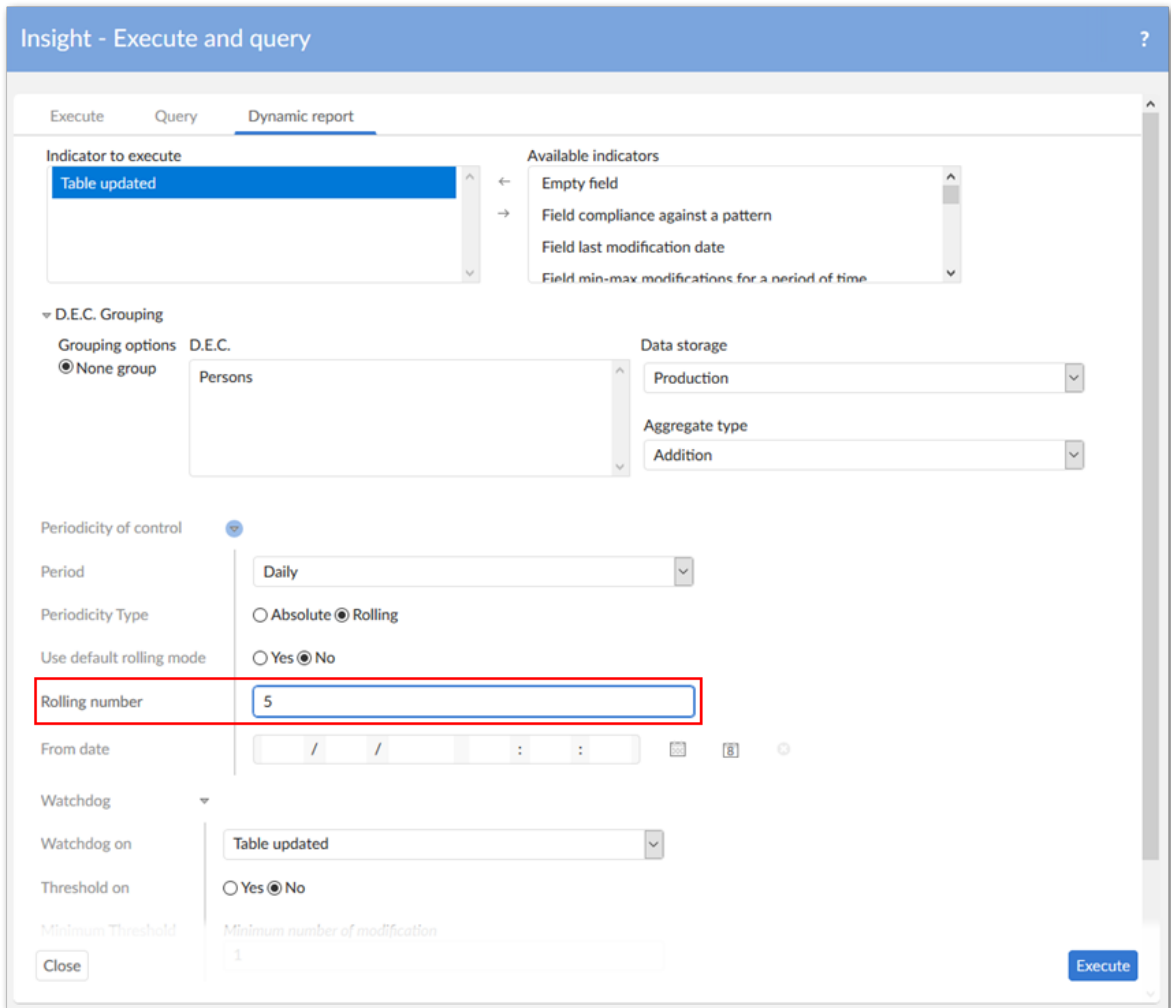 Insight - Execute and query ?
Execute Query Dynamic report
Indicator to execute Available indicators
Table updated ← Empty field
→ Field compliance against a pattern
Field last modification date
Field min-max modifications for a period of time
D.E.C. Grouping
Grouping options D.E.C. Data storage
None group Persons Production
Aggregate type
Addition
Periodicity of control
Period Daily
Periodicity Type Absolute Rolling
Use default rolling mode Yes No
Rolling number 5
From date / / : :
Watchdog
Watchdog on Table updated
Threshold on Yes No
Minimum Threshold Minimum number of modification
1
Close Execute